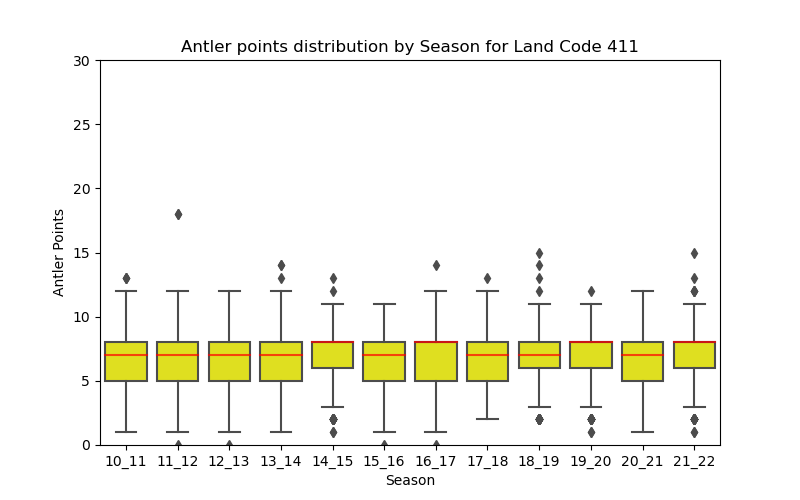 Antler points distribution by Season for Land Code 411
30
25
20
15
10
5
0
Antler Points
10_11 11_12 12_13 13_14 14_15 15_16 16_17 17_18 18_19 19_20 20_21 21_22
Season